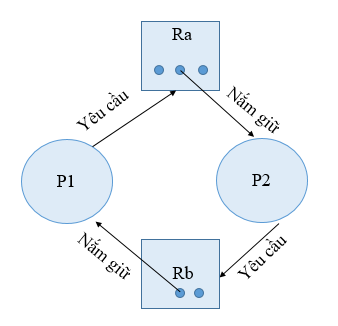 Ra
Yêu cầu
Nắm giữ
P1
P2
Nắm giữ
Rb
Yêu cầu